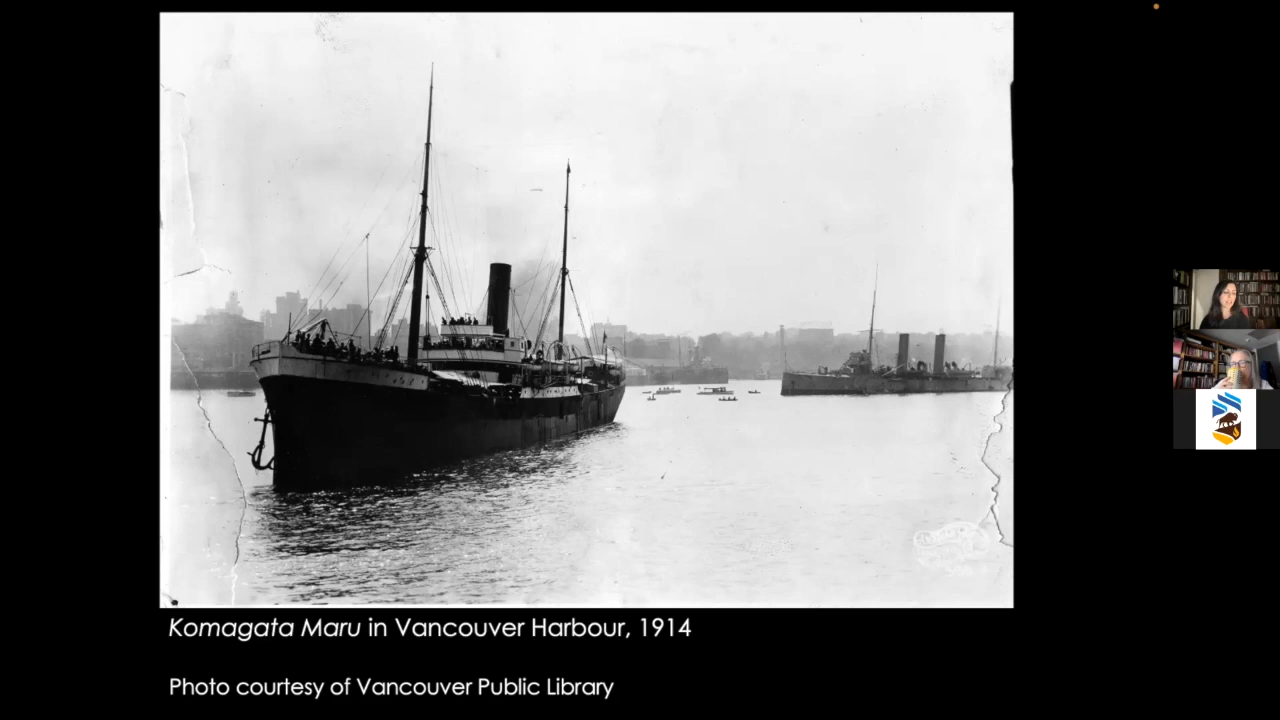 Komagata Maru in Vancouver Harbour, 1914
Photo courtesy of Vancouver Public Library